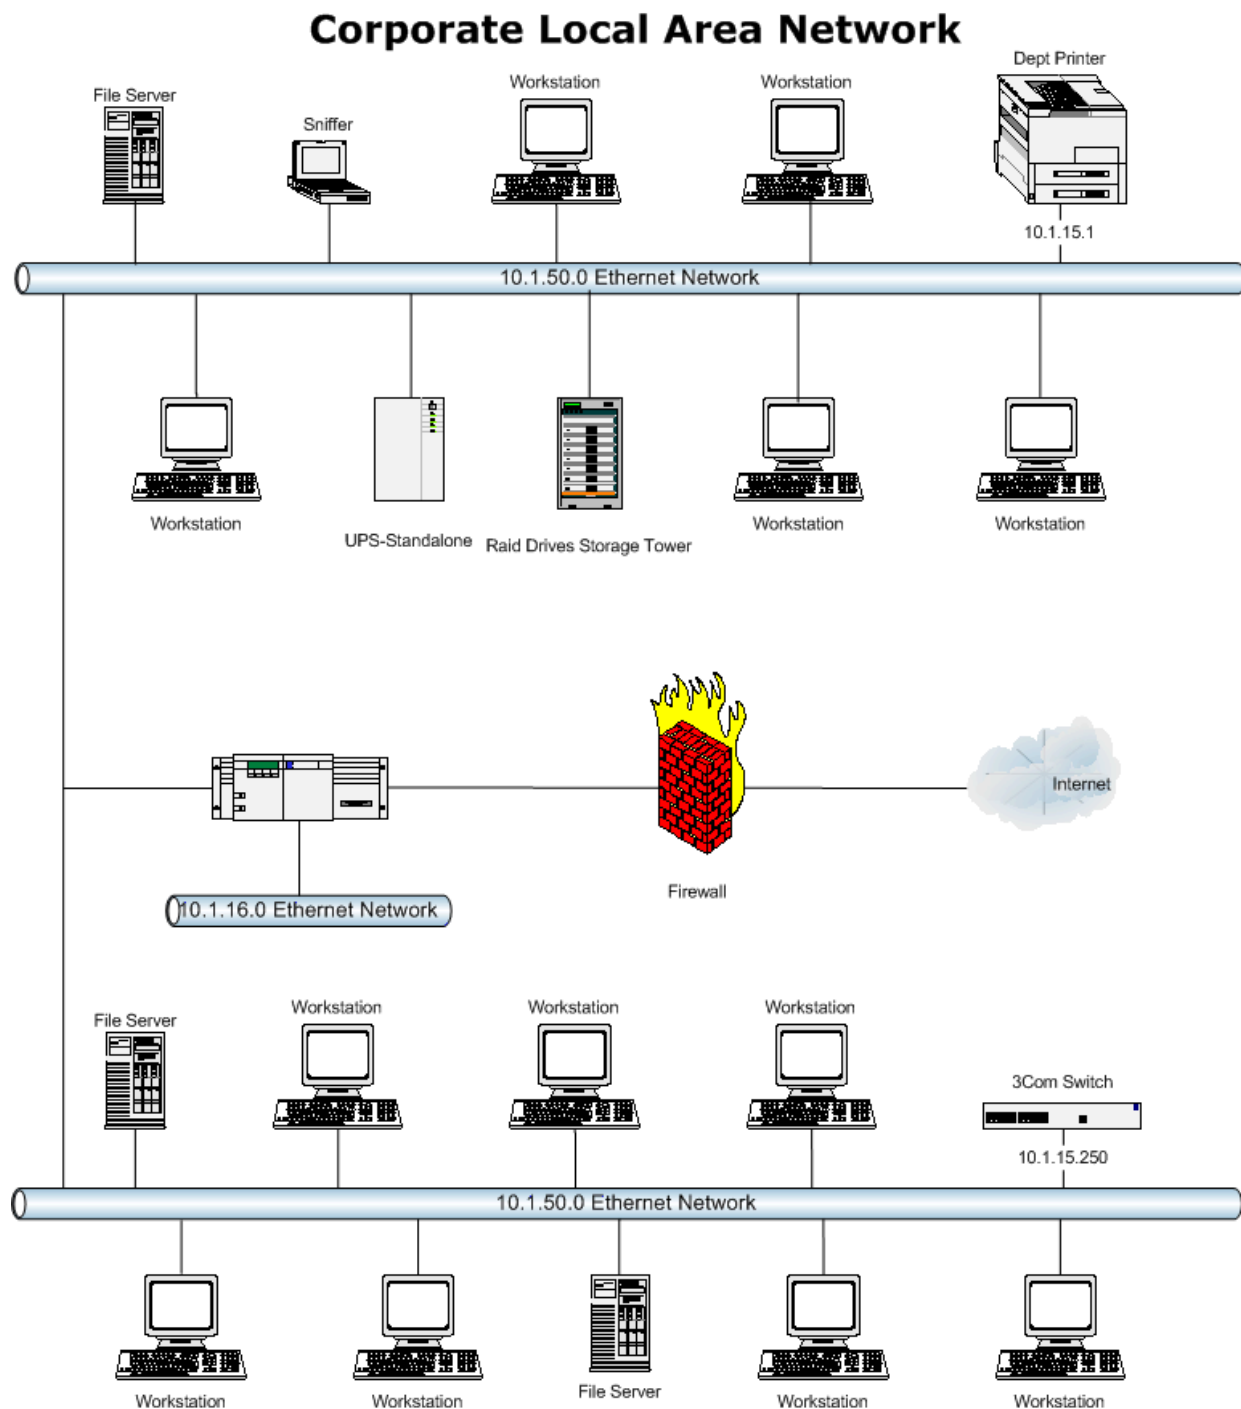 Corporate Local Area Network
File Server
Sniffer
Workstation
Workstation
Dept Printer
10.1.15.1
10.1.50.0 Ethernet Network
Workstation
UPS-Standalone
Raid Drives Storage Tower
Workstation
Workstation
Internet
Firewall
10.1.16.0 Ethernet Network
File Server
Workstation
Workstation
Workstation
3Com Switch
10.1.15.250
10.1.50.0 Ethernet Network
Workstation
Workstation
File Server
Workstation
Workstation